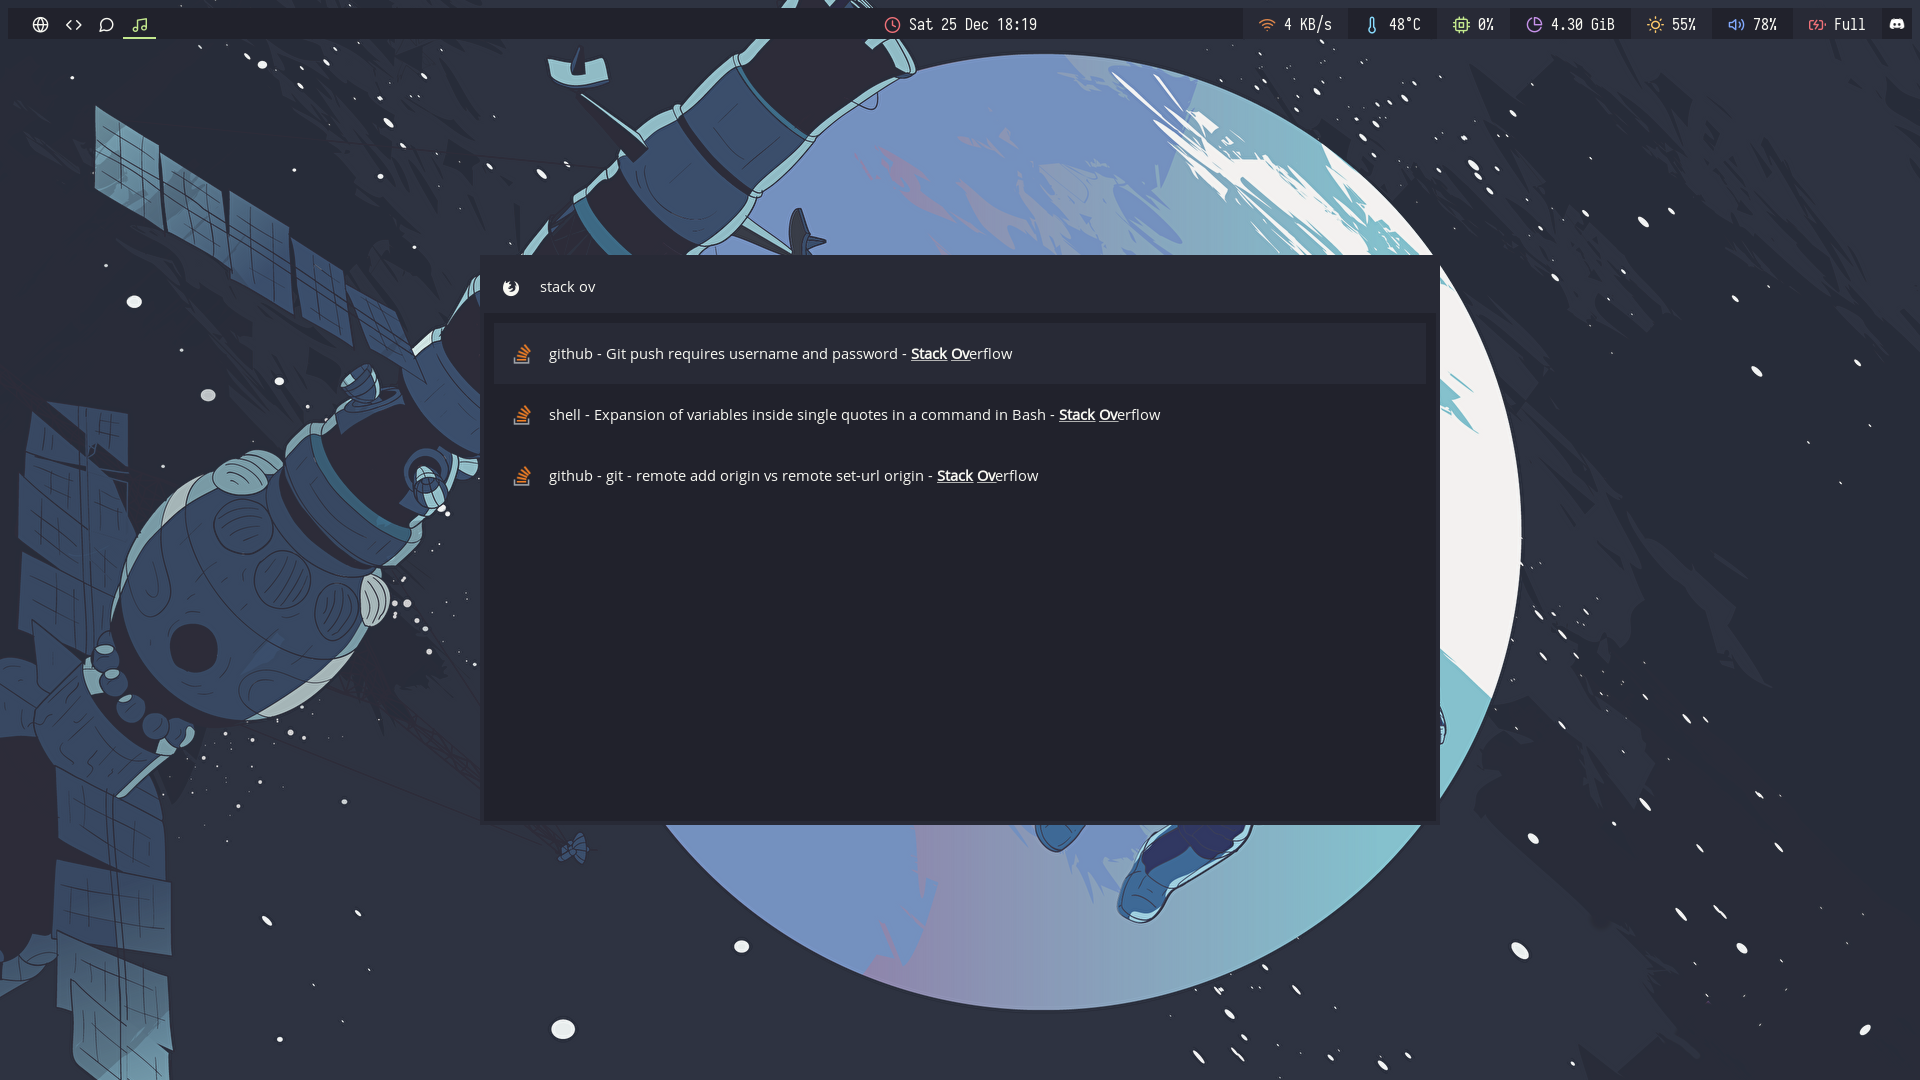 Sat 25 Dec 18:19
4 KB/s 48°C 0% 4.30 GiB 55% 78% Full
stack ov
github - Git push requires username and password - Stack Overflow
shell - Expansion of variables inside single quotes in a command in Bash - Stack Overflow
github - git - remote add origin vs remote set-url origin - Stack Overflow